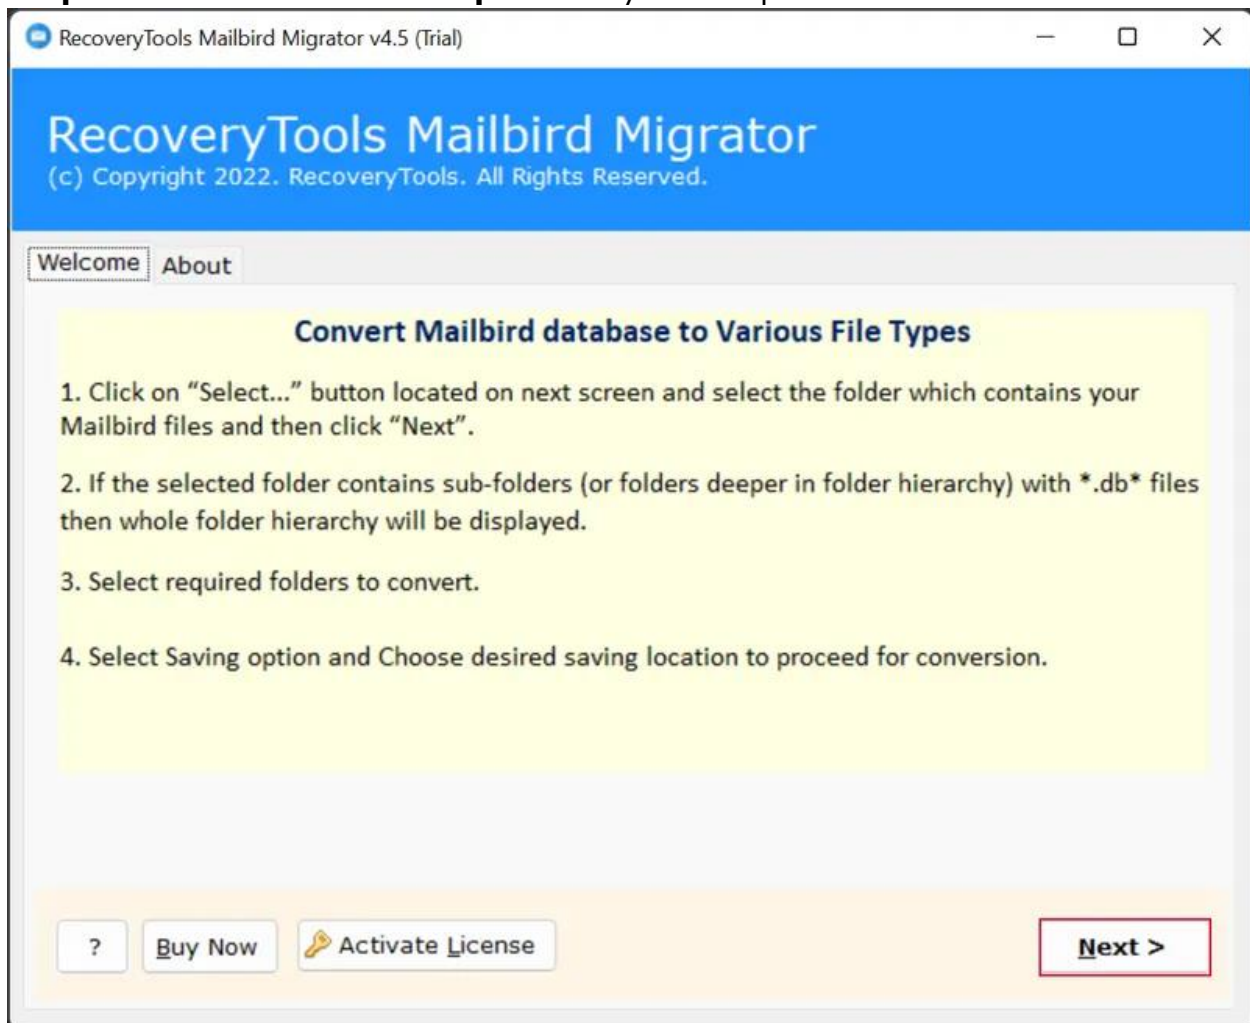 RecoveryTools Mailbird Migrator v4.5 (Trial)
RecoveryTools Mailbird Migrator
(c) Copyright 2022. RecoveryTools. All Rights Reserved.
Welcome About
Convert Mailbird database to Various File Types
1. Click on “Select...” button located on next screen and select the folder which contains your
Mailbird files and then click “Next”.
2. If the selected folder contains sub-folders (or folders deeper in folder hierarchy) with *.db* files
then whole folder hierarchy will be displayed.
3. Select required folders to convert.
4. Select Saving option and Choose desired saving location to proceed for conversion.
? Buy Now Activate License Next >